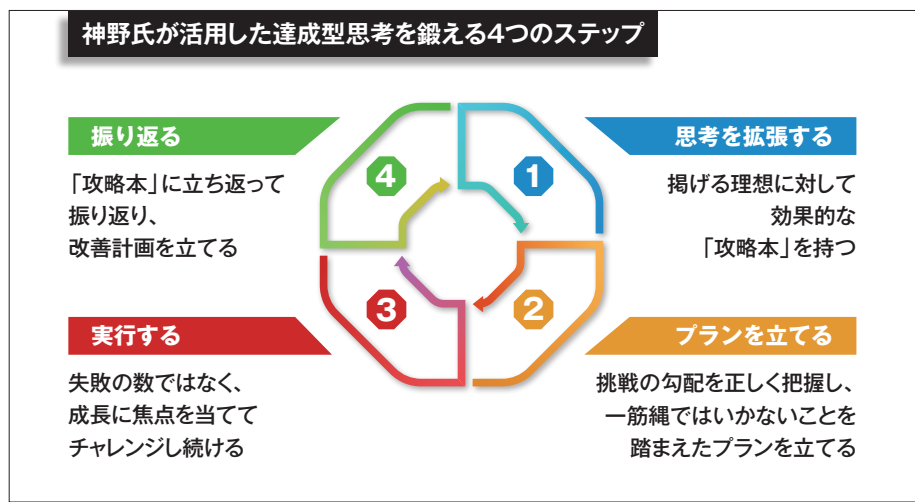 神野氏が活用した達成型思考を鍛える4つのステップ
1
思考を拡張する
掲げる理想に対して
効果的な
「攻略本」を持つ
2
プランを立てる
挑戦の勾配を正しく把握し、
一筋縄ではいかないことを
踏まえたプランを立てる
3
実行する
失敗の数ではなく、
成長に焦点を当てて
チャレンジし続ける
4
振り返る
「攻略本」に立ち返って
振り返り、
改善計画を立てる